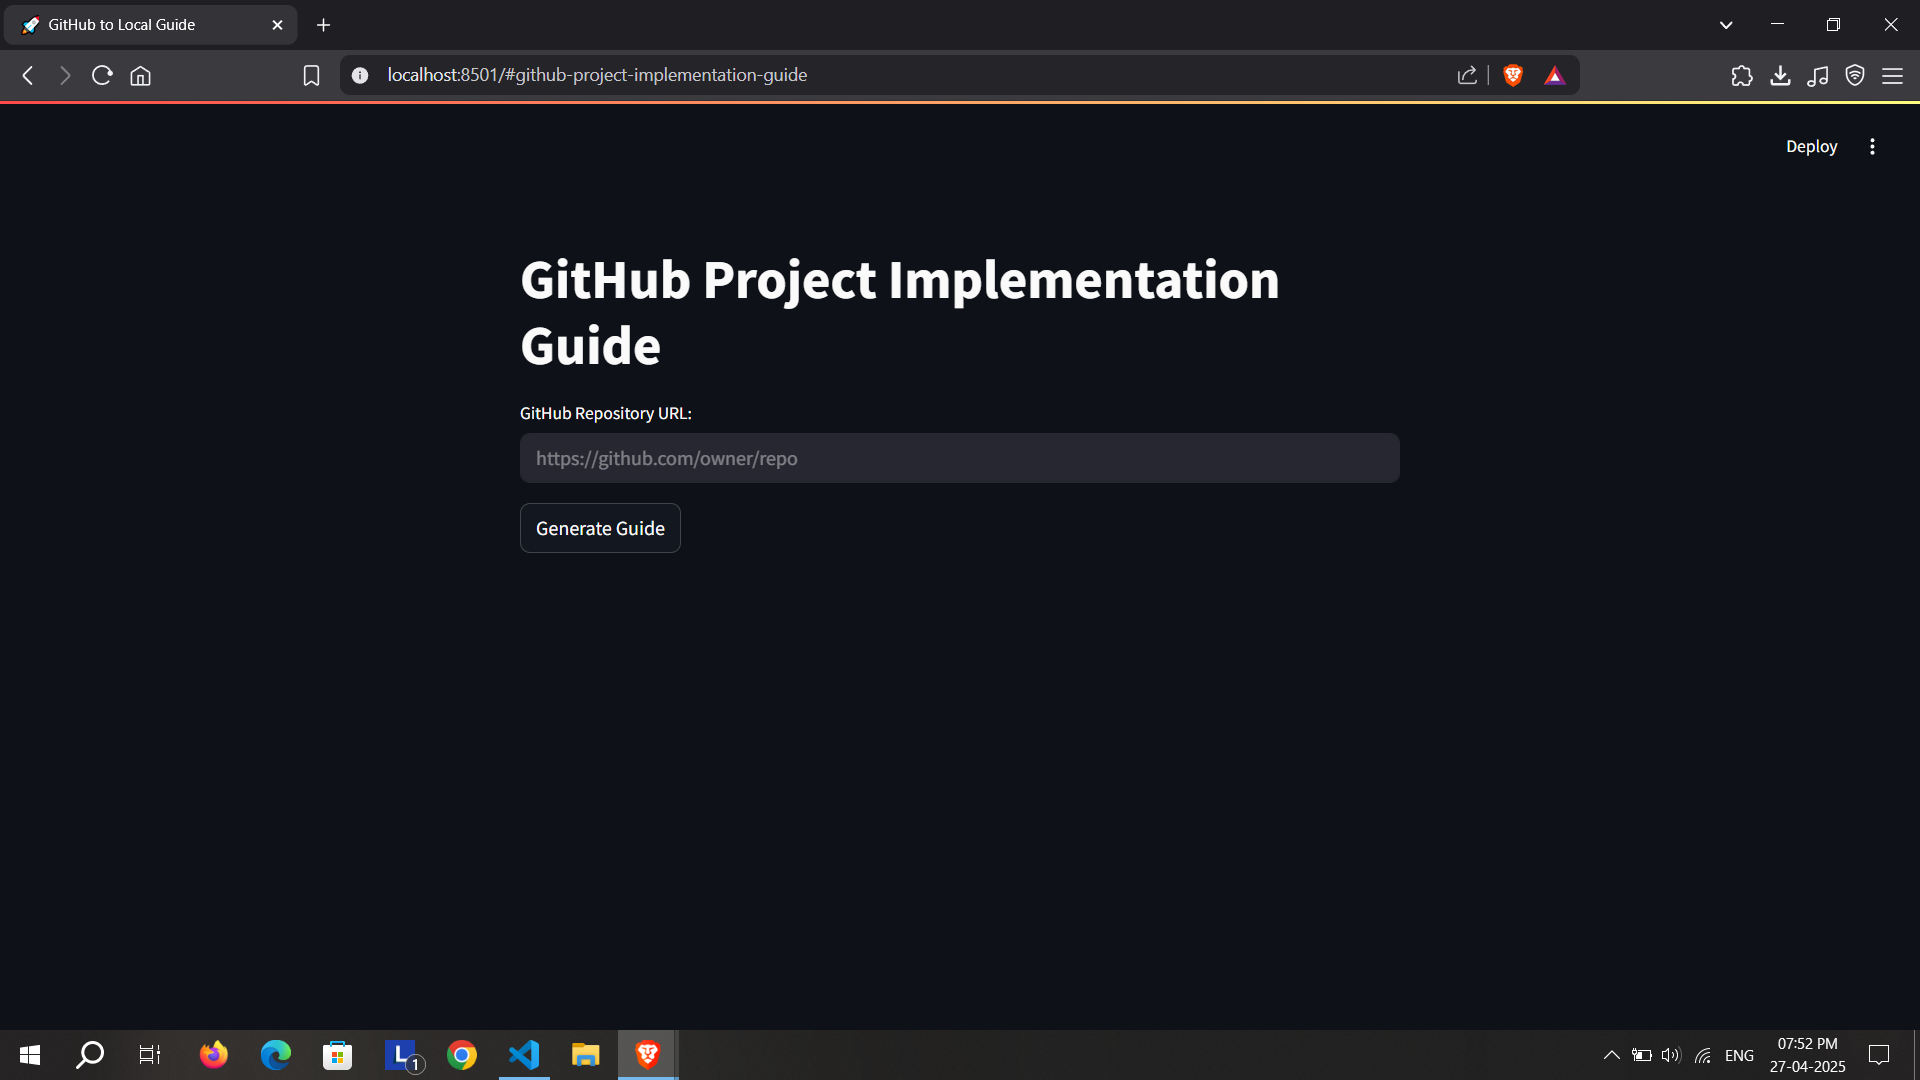 GitHub to Local Guide
localhost:8501/#github-project-implementation-guide
Deploy
GitHub Project Implementation
Guide
GitHub Repository URL:
https://github.com/owner/repo
Generate Guide
L
1
ENG
07:52 PM
27-04-2025